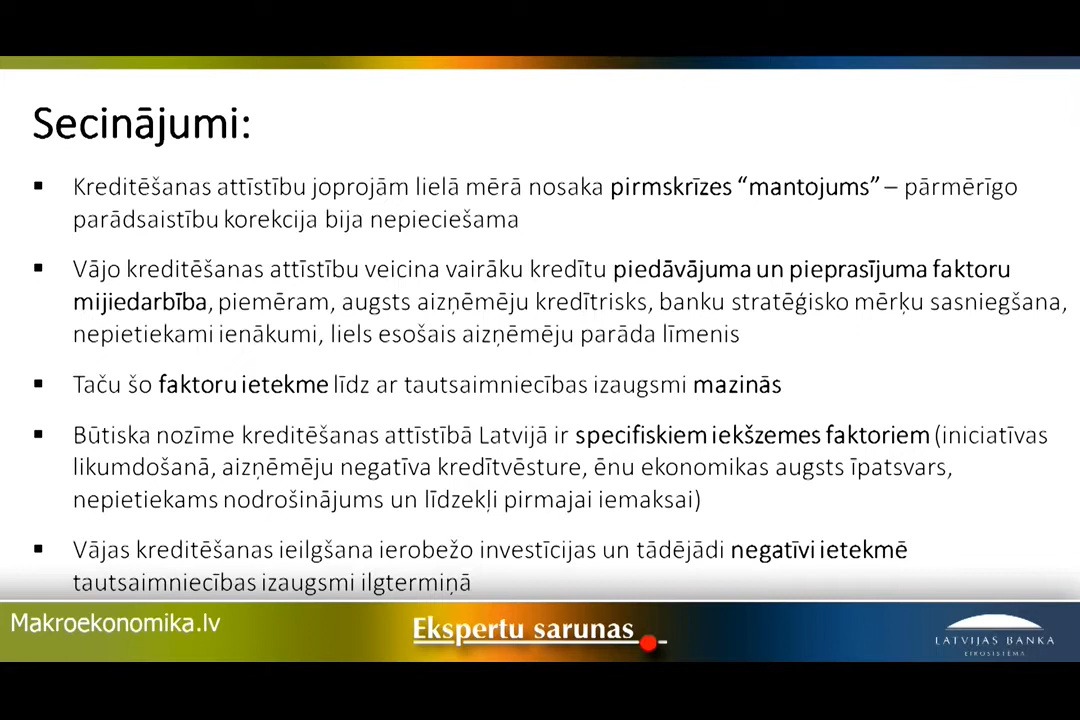 Secinājumi:
▪ Kreditēšanas attīstību joprojām lielā mērā nosaka pirmskrīzes “mantojums” – pārmērīgo
parādsaistību korekcija bija nepieciešama
▪ Vājo kreditēšanas attīstību veicina vairāku kredītu piedāvājuma un pieprasījuma faktoru
mijiedarbība, piemēram, augsts aizņēmēju kredītrisks, banku stratēģisko mērķu sasniegšana,
nepietiekami ienākumi, liels esošais aizņēmēju parāda līmenis
▪ Taču šo faktoru ietekme līdz ar tautsaimniecības izaugsmi mazinās
▪ Būtiska nozīme kreditēšanas attīstībā Latvijā ir specifiskiem iekšzemes faktoriem (iniciatīvas
likumdošanā, aizņēmēju negatīva kredītvēsture, ēnu ekonomikas augsts īpatsvars,
nepietiekams nodrošinājums un līdzekļi pirmajai iemaksai)
▪ Vājas kreditēšanas ieilgšana ierobežo investīcijas un tādējādi negatīvi ietekmē
tautsaimniecības izaugsmi ilgtermiņā
Makroekonomika.lv
Ekspertu sarunas
LATVIJAS BANKA
EIROSISTĒMA